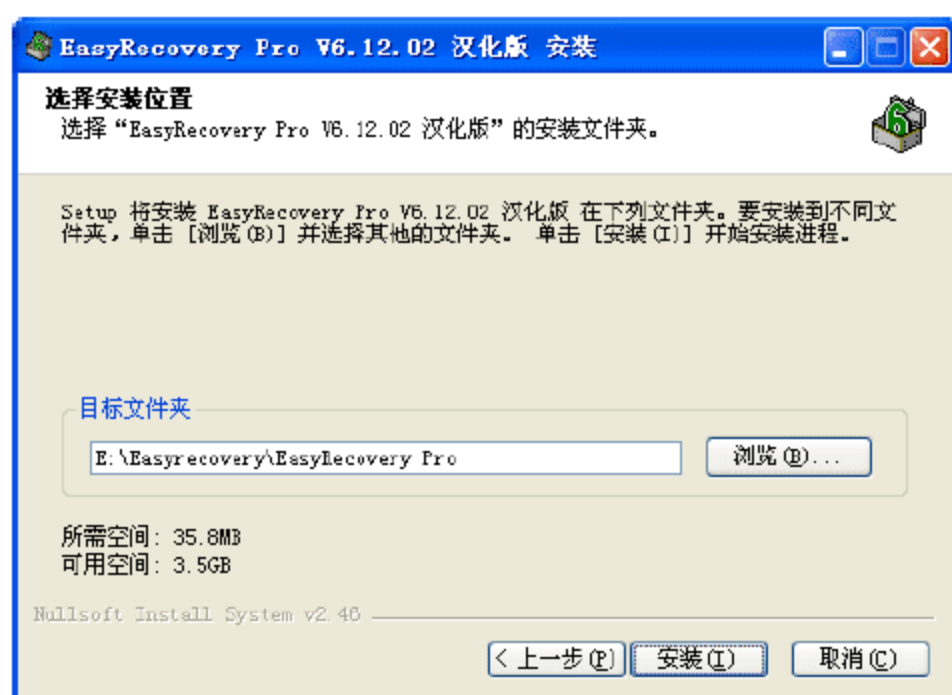 EasyRecovery Pro V6.12.02 汉化版 安装
选择安装位置
选择“EasyRecovery Pro V6.12.02 汉化版”的安装文件夹。
Setup 将安装 EasyRecovery Pro V6.12.02 汉化版 在下列文件夹。要安装到不同文
件夹，单击 [浏览(B)] 并选择其他的文件夹。 单击 [安装(I)] 开始安装进程。
目标文件夹
E:\Easyrecovery\EasyRecovery Pro
浏览(B)...
所需空间: 35.8MB
可用空间: 3.5GB
Nullsoft Install System v2.46
< 上一步(P)
安装(I)
取消(C)